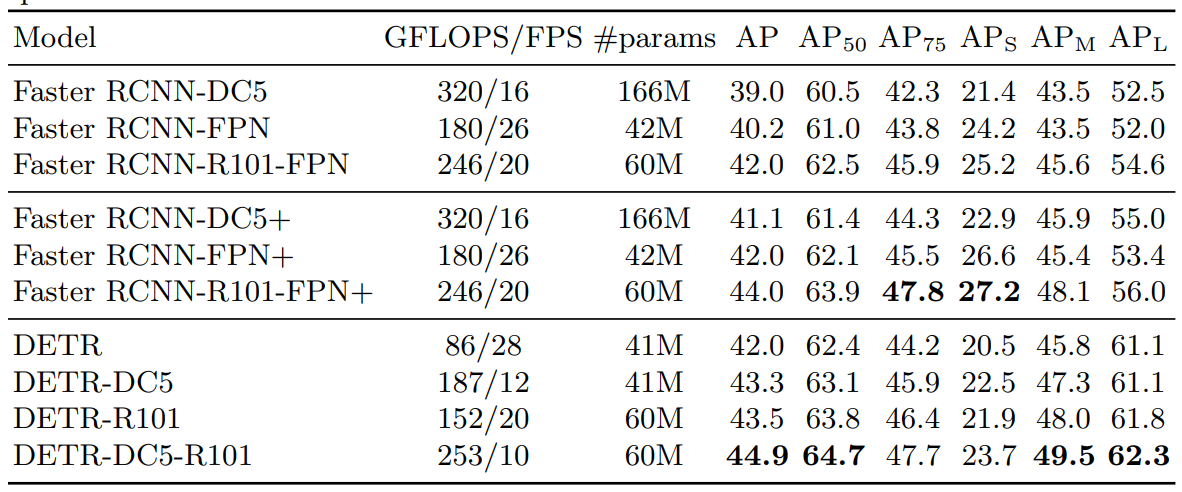 Model GFLOPS/FPS #params AP AP50 AP75 APS APM APL
Faster RCNN-DC5 320/16 166M 39.0 60.5 42.3 21.4 43.5 52.5
Faster RCNN-FPN 180/26 42M 40.2 61.0 43.8 24.2 43.5 52.0
Faster RCNN-R101-FPN 246/20 60M 42.0 62.5 45.9 25.2 45.6 54.6
Faster RCNN-DC5+ 320/16 166M 41.1 61.4 44.3 22.9 45.9 55.0
Faster RCNN-FPN+ 180/26 42M 42.0 62.1 45.5 26.6 45.4 53.4
Faster RCNN-R101-FPN+ 246/20 60M 44.0 63.9 47.8 27.2 48.1 56.0
DETR 86/28 41M 42.0 62.4 44.2 20.5 45.8 61.1
DETR-DC5 187/12 41M 43.3 63.1 45.9 22.5 47.3 61.1
DETR-R101 152/20 60M 43.5 63.8 46.4 21.9 48.0 61.8
DETR-DC5-R101 253/10 60M 44.9 64.7 47.7 23.7 49.5 62.3